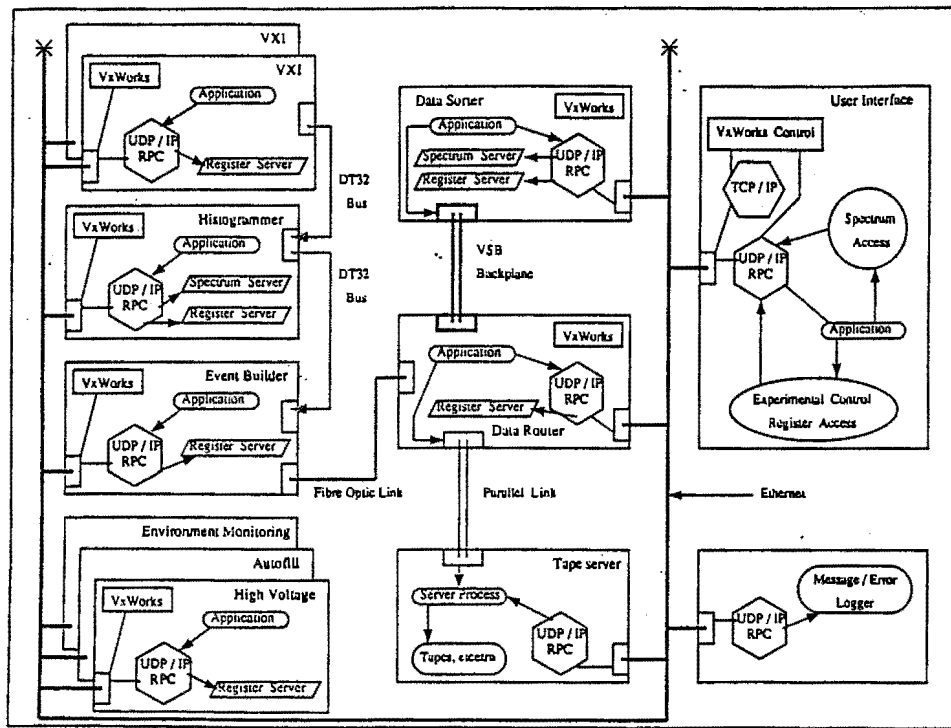 VXI
VXI
VxWorks
Application
UDP / IP
RPC
Register Server
DT32
Bus
Histogrammer
VxWorks
Application
UDP / IP
RPC
Spectrum Server
Register Server
DT32
Bus
Event Builder
VxWorks
Application
UDP / IP
RPC
Register Server
Fibre Optic Link
Environment Monitoring
Autofill
High Voltage
VxWorks
Application
UDP / IP
RPC
Register Server
Data Sorter
VxWorks
Application
Spectrum Server
Register Server
UDP / IP
RPC
VSB
Backplane
VxWorks
Application
UDP / IP
RPC
Register Server
Data Router
Parallel Link
Tape server
Server Process
UDP / IP
RPC
Tapes, etcetra
User Interface
VxWorks Control
TCP / IP
Spectrum
Access
UDP / IP
RPC
Application
Experimental Control
Register Access
Ethernet
Message / Error
Logger
UDP / IP
RPC